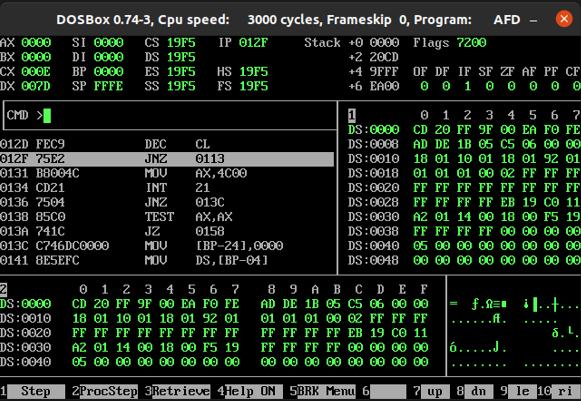 DOSBox 0.74-3, Cpu speed: 3000 cycles, Frameskip 0, Program: AFD
AX 0000 SI 0000 CS 19F5 IP 012F Stack +0 0000 Flags 7200
BX 0000 DI 0000 DS 19F5 +2 20CD
CX 000E BP 0000 ES 19F5 HS 19F5 +4 9FFF OF DF IF SF ZF AF PF CF
DX 007D SP FFFE SS 19F5 FS 19F5 +6 EA00 0 0 1 0 0 0 0 0
CMD > 1 0 1 2 3 4 5 6 7
DS:0000 CD 20 FF 9F 00 EA F0 FE
012D FEC9 DEC CL DS:0008 AD DE 1B 05 C5 06 00 00
012F 75E2 JNZ 0113 DS:0010 18 01 10 01 18 01 92 01
0131 B8004C MOV AX,4C00 DS:0018 01 01 01 00 02 FF FF FF
0134 CD21 INT 21 DS:0020 FF FF FF FF FF FF FF FF
0136 7504 JNZ 013C DS:0028 FF FF FF FF EB 19 C0 11
0138 85C0 TEST AX,AX DS:0030 A2 01 14 00 18 00 F5 19
013A 741C JZ 0158 DS:0038 FF FF FF FF 00 00 00 00
013C C746DC0000 MOV [BP-24],0000 DS:0040 05 00 00 00 00 00 00 00
0141 8E5EFC MOV DS,[BP-04] DS:0048 00 00 00 00 00 00 00 00
2 0 1 2 3 4 5 6 7 8 9 A B C D E F
DS:0000 CD 20 FF 9F 00 EA F0 FE AD DE 1B 05 C5 06 00 00
DS:0010 18 01 10 01 18 01 92 01 01 01 01 00 02 FF FF FF
DS:0020 FF FF FF FF FF FF FF FF FF FF FF FF EB 19 C0 11
DS:0030 A2 01 14 00 18 00 F5 19 FF FF FF FF 00 00 00 00
DS:0040 05 00 00 00 00 00 00 00 00 00 00 00 00 00 00 00
1 Step 2 ProcStep 3 Retrieve 4 Help ON 5 BRK Menu 6 7 up 8 dn 9 le 10 ri